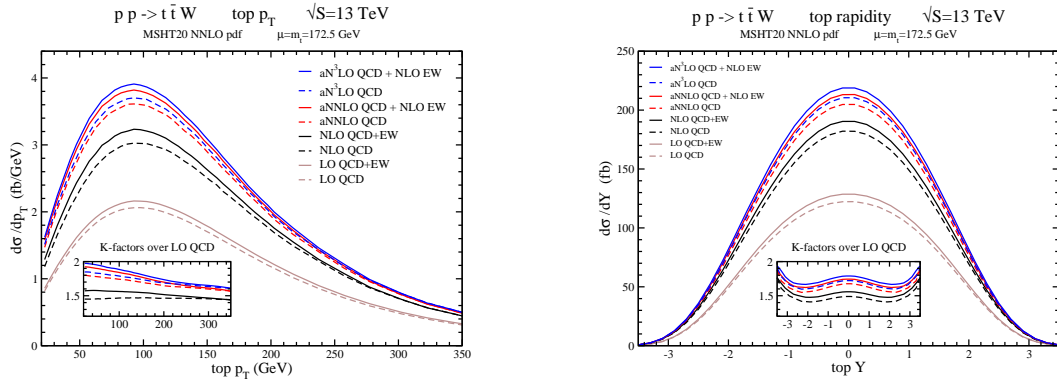 p p -> t t̄ W top p_T √S=13 TeV
MSHT20 NNLO pdf μ=m_t=172.5 GeV
dσ/dp_T (fb/GeV)
4
3
2
1
0
aN³LO QCD + NLO EW
aN³LO QCD
aNNLO QCD + NLO EW
aNNLO QCD
NLO QCD+EW
NLO QCD
LO QCD+EW
LO QCD
K-factors over LO QCD
2
1.5
100 200 300
50 100 150 200 250 300 350
top p_T (GeV)
p p -> t t̄ W top rapidity √S=13 TeV
MSHT20 NNLO pdf μ=m_t=172.5 GeV
dσ/dY (fb)
250
200
150
100
50
0
aN³LO QCD + NLO EW
aN³LO QCD
aNNLO QCD + NLO EW
aNNLO QCD
NLO QCD+EW
NLO QCD
LO QCD+EW
LO QCD
K-factors over LO QCD
2
1.5
-3 -2 -1 0 1 2 3
-3 -2 -1 0 1 2 3
top Y